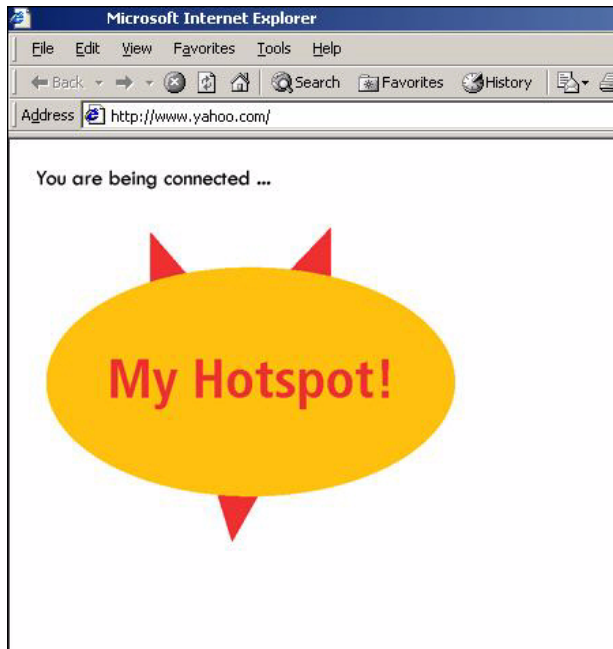 Microsoft Internet Explorer
File Edit View Favorites Tools Help
Back Search Favorites History
Address http://www.yahoo.com/
You are being connected ...
My Hotspot!